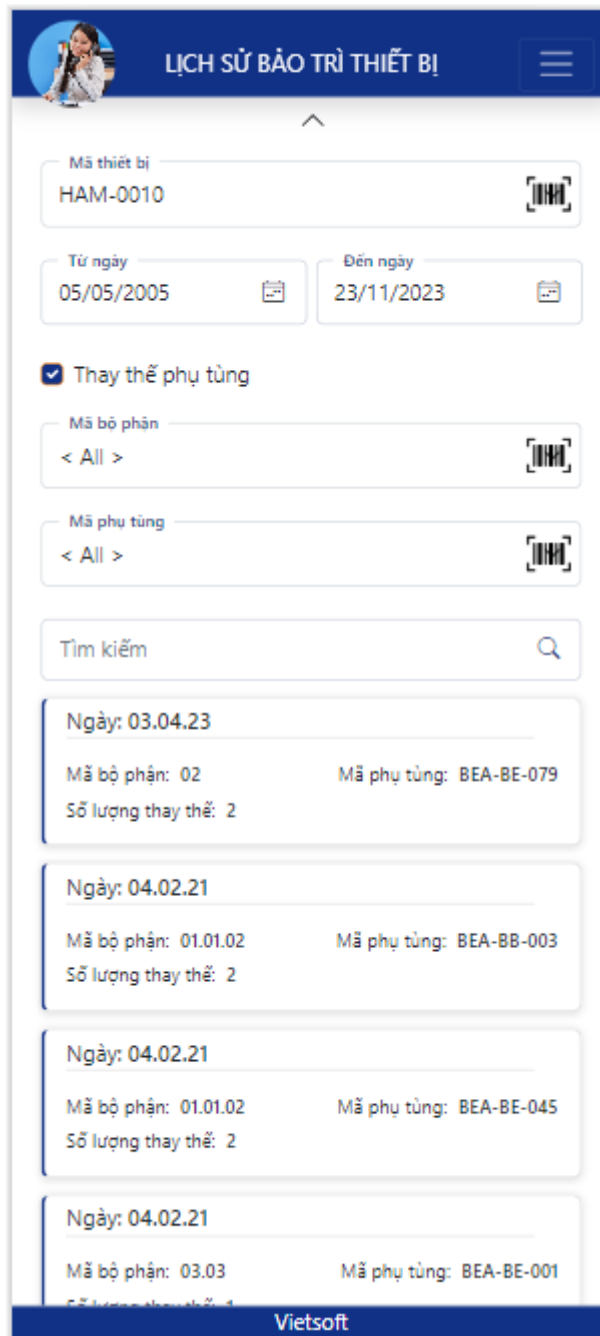 LỊCH SỬ BẢO TRÌ THIẾT BỊ
Mã thiết bị
HAM-0010
Từ ngày
Đến ngày
05/05/2005
23/11/2023
Thay thế phụ tùng
Mã bộ phận
< All >
Mã phụ tùng
< All >
Tìm kiếm
Ngày: 03.04.23
Mã bộ phận: 02 Mã phụ tùng: BEA-BE-079
Số lượng thay thế: 2
Ngày: 04.02.21
Mã bộ phận: 01.01.02 Mã phụ tùng: BEA-BB-003
Số lượng thay thế: 2
Ngày: 04.02.21
Mã bộ phận: 01.01.02 Mã phụ tùng: BEA-BE-045
Số lượng thay thế: 2
Ngày: 04.02.21
Mã bộ phận: 03.03 Mã phụ tùng: BEA-BE-001
Vietsoft